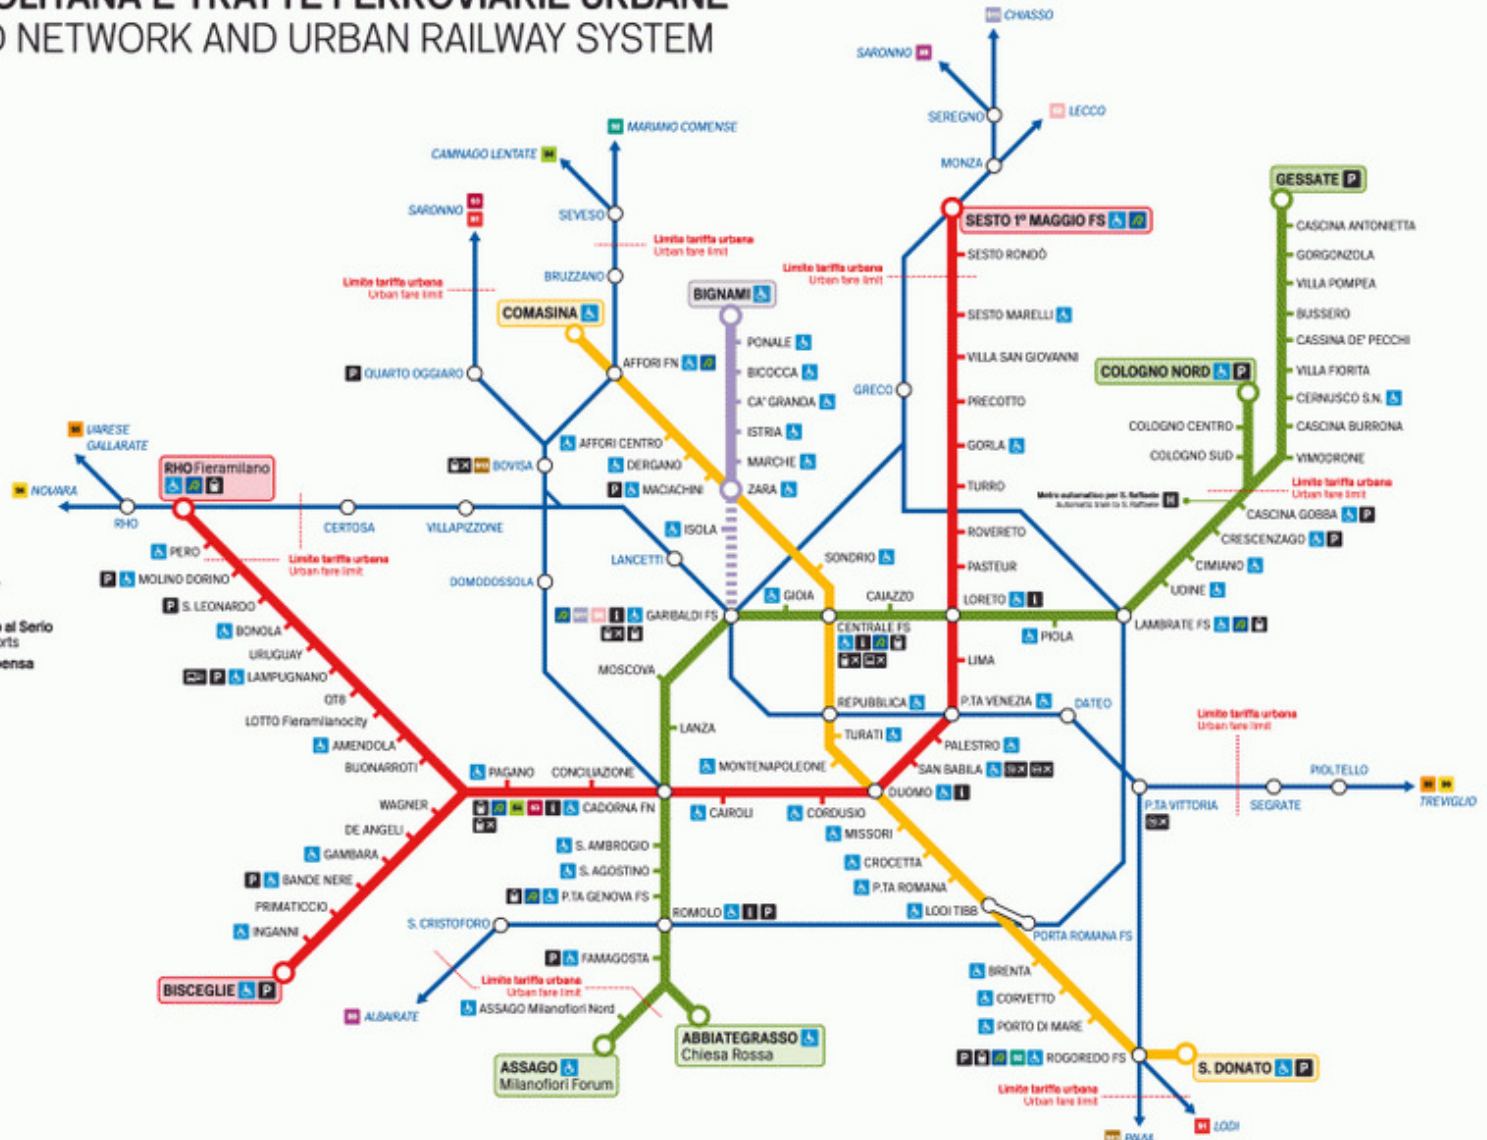 NETWORK AND URBAN RAILWAY SYSTEM
CHIASSO
SARONNO
SEREGNO
LECCO
MONZA
MARIANO COMENSE
CAMNAGO LENTATE
SARONNO
SEVESO
Limite tariffa urbana
Urban fare limit
BRUZZANO
Limite tariffa urbana
Urban fare limit
Limite tariffa urbana
Urban fare limit
GESSATE P
SESTO 1º MAGGIO FS
CASCINA ANTONIETTA
SESTO RONDÒ
GORGONZOLA
VILLA POMPEA
BIGNAMI
COMASINA
SESTO MARELLI
BUSSERO
PONALE
CASSINA DE' PECCHI
AFFORI FN
VILLA SAN GIOVANNI
P QUARTO OGGIARO
BICOCCA
COLOGNO NORD P
VILLA FIORITA
GRECO
CA' GRANDA
PRECOTTO
CERNUSCO S.N.
ISTRIA
COLOGNO CENTRO
CASCINA BURRONA
AFFORI CENTRO
GORLA
VARESE
GALLARATE
BOVISA
DERGANO
MARCHE
COLOGNO SUD
VIMODRONE
RHO Fieramilano
NOVARA
P MACIACHINI
ZARA
TURRO
Limite tariffa urbana
Urban fare limit
Metro automatico per S. Raffaele
Automatic train to S. Raffaele
H
RHO
CERTOSA
VILLAPIZZONE
ISOLA
ROVERETO
CASCINA GOBBA P
CRESCENZAGO P
PERO
Limite tariffa urbana
Urban fare limit
LANCETTI
SONDRIO
PASTEUR
CIMIANO
P MOLINO DORINO
DOMODOSSOLA
UDINE
P S. LEONARDO
GIOIA
CAIAZZO
LORETO
GARIBALDI FS
CENTRALE FS
PIOLA
LAMBRATE FS
al Serio
BONOLA
URUGUAY
P LAMPUGNANO
MOSCOVA
LIMA
QT8
REPUBBLICA
P.TA VENEZIA
DATEO
LOTTO Fieramilanocity
LANZA
TURATI
Limite tariffa urbana
Urban fare limit
AMENDOLA
PALESTRO
BUONARROTI
PAGANO
CONCILIAZIONE
MONTENAPOLEONE
SAN BABILA
PIOLTELLO
WAGNER
CADORNA FN
CAIROLI
CORDUSIO
DUOMO
P.TA VITTORIA
SEGRATE
TREVIGLIO
DE ANGELI
MISSORI
GAMBARA
S. AMBROGIO
CROCETTA
P BANDE NERE
S. AGOSTINO
P.TA ROMANA
PRIMATICCIO
P.TA GENOVA FS
LODI TIBB
INGANNI
S. CRISTOFORO
ROMOLO P
PORTA ROMANA FS
P FAMAGOSTA
BRENTA
BISCEGLIE P
Limite tariffa urbana
Urban fare limit
CORVETTO
ALBAIRATE
ASSAGO Milanofiori Nord
PORTO DI MARE
ABBIATEGRASSO
Chiesa Rossa
P ROGOREDO FS
ASSAGO
Milanofiori Forum
S. DONATO P
Limite tariffa urbana
Urban fare limit
LODI